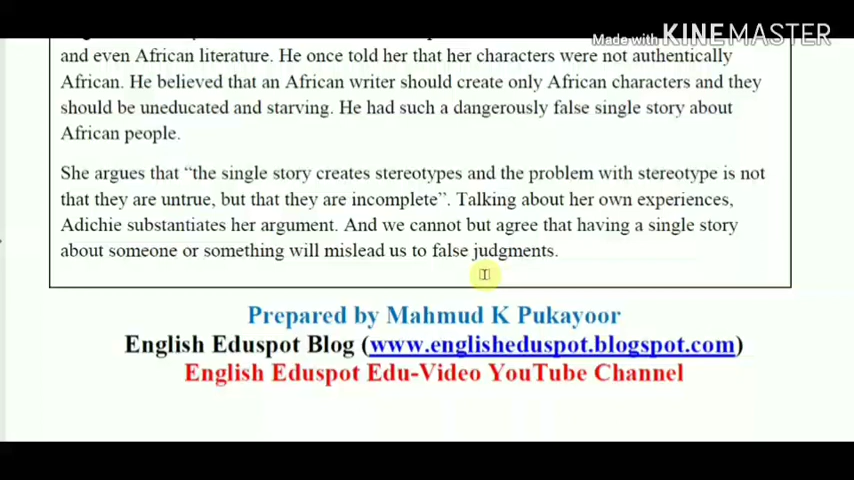 Made with KINEMASTER
and even African literature. He once told her that her characters were not authentically
African. He believed that an African writer should create only African characters and they
should be uneducated and starving. He had such a dangerously false single story about
African people.
She argues that “the single story creates stereotypes and the problem with stereotype is not
that they are untrue, but that they are incomplete”. Talking about her own experiences,
Adichie substantiates her argument. And we cannot but agree that having a single story
about someone or something will mislead us to false judgments.
Prepared by Mahmud K Pukayoor
English Eduspot Blog (www.englisheduspot.blogspot.com)
English Eduspot Edu-Video YouTube Channel